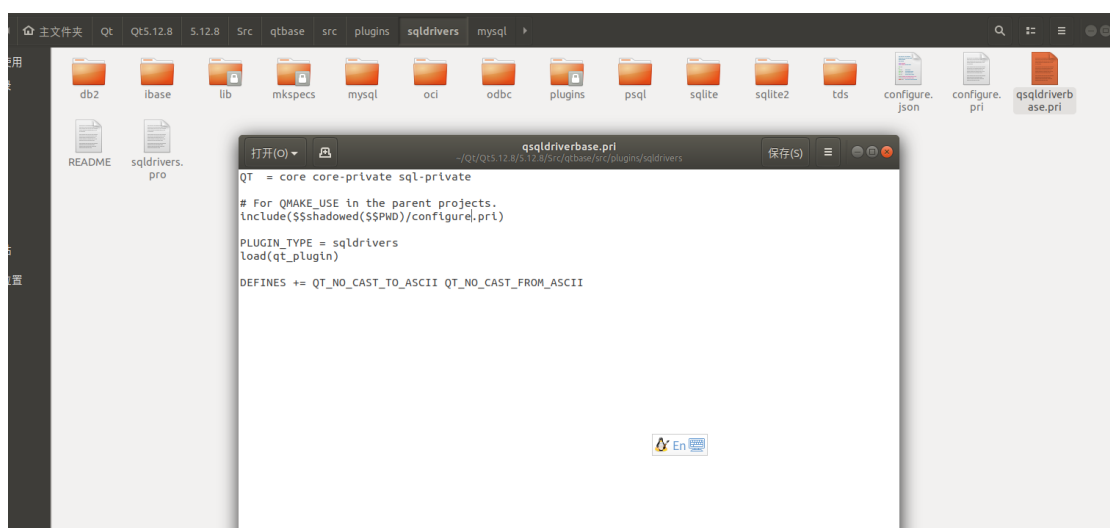 主文件夹 Qt Qt5.12.8 5.12.8 Src qtbase src plugins sqldrivers mysql
使用
db2 ibase lib mkspecs mysql oci odbc plugins psql sqlite sqlite2 tds configure.json configure.pri qsqldriverbase.pri
README sqldrivers.pro
打开(O) qsqldriverbase.pri 保存(S)
~/Qt/Qt5.12.8/5.12.8/Src/qtbase/src/plugins/sqldrivers
QT = core core-private sql-private
# For QMAKE_USE in the parent projects.
include($$shadowed($$PWD)/configure.pri)
PLUGIN_TYPE = sqldrivers
load(qt_plugin)
DEFINES += QT_NO_CAST_TO_ASCII QT_NO_CAST_FROM_ASCII
位置
En